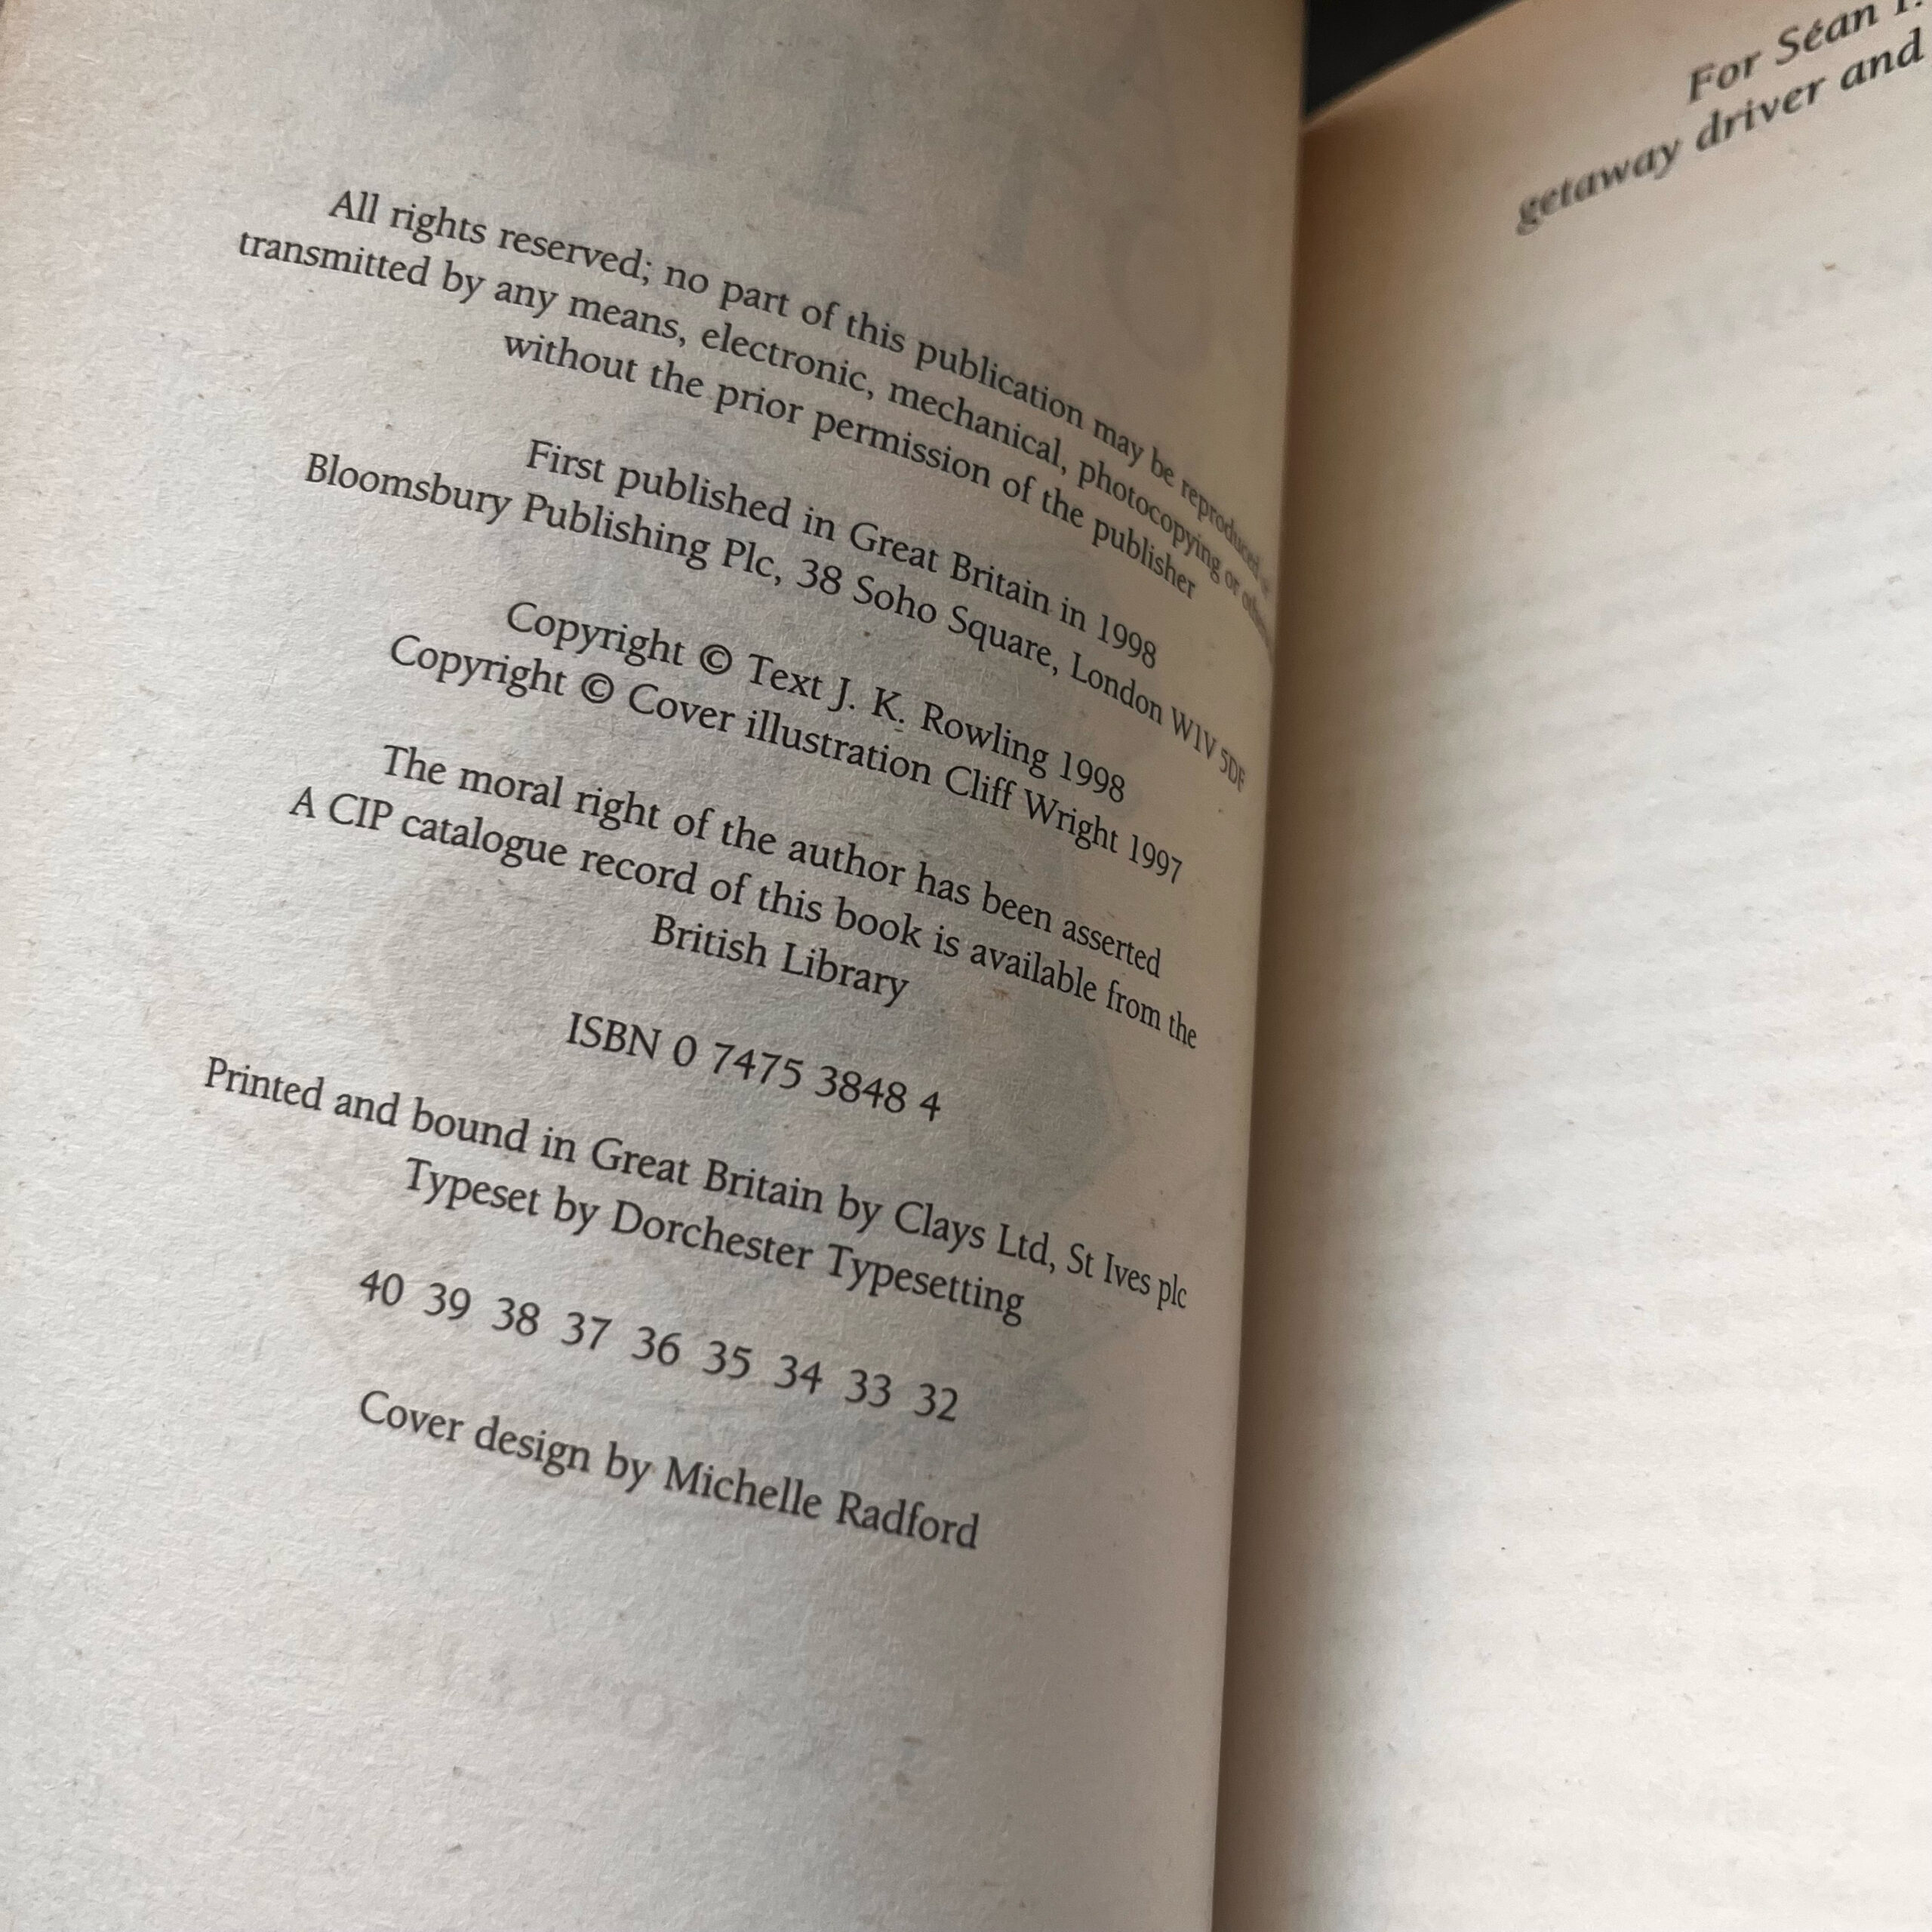 All rights reserved; no part of this publication may be reproduced or
transmitted by any means, electronic, mechanical, photocopying or
without the prior permission of the publisher
First published in Great Britain in 1998
Bloomsbury Publishing Plc, 38 Soho Square, London W1V 5DF
Copyright © Text J. K. Rowling 1998
Copyright © Cover illustration Cliff Wright 1997
The moral right of the author has been asserted
A CIP catalogue record of this book is available from the
British Library
ISBN 0 7475 3848 4
Printed and bound in Great Britain by Clays Ltd, St Ives plc
Typeset by Dorchester Typesetting
40 39 38 37 36 35 34 33 32
Cover design by Michelle Radford
For Séan
getaway driver and